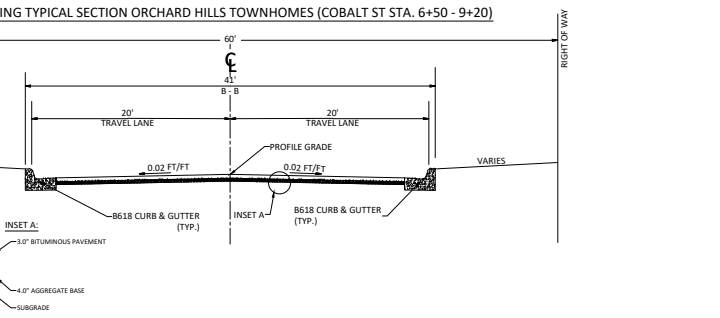 ING TYPICAL SECTION ORCHARD HILLS TOWNHOMES (COBALT ST STA. 6+50 - 9+20)
60'
RIGHT OF WAY
CL
41'
B - B
20'
TRAVEL LANE
20'
TRAVEL LANE
PROFILE GRADE
0.02 FT/FT
0.02 FT/FT
VARIES
B618 CURB & GUTTER
(TYP.)
INSET A
B618 CURB & GUTTER
(TYP.)
INSET A:
3.0" BITUMINOUS PAVEMENT
4.0" AGGREGATE BASE
SUBGRADE